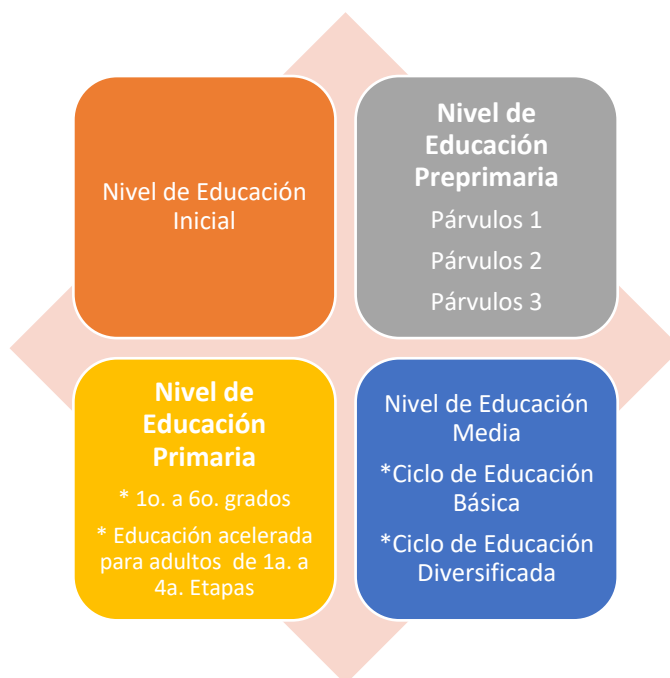 Nivel de Educación
Inicial
Nivel de
Educación
Preprimaria
Párvulos 1
Párvulos 2
Párvulos 3
Nivel de
Educación
Primaria
* 1o. a 6o. grados
* Educación acelerada
para adultos de 1a. a
4a. Etapas
Nivel de Educación
Media
*Ciclo de Educación
Básica
*Ciclo de Educación
Diversificada